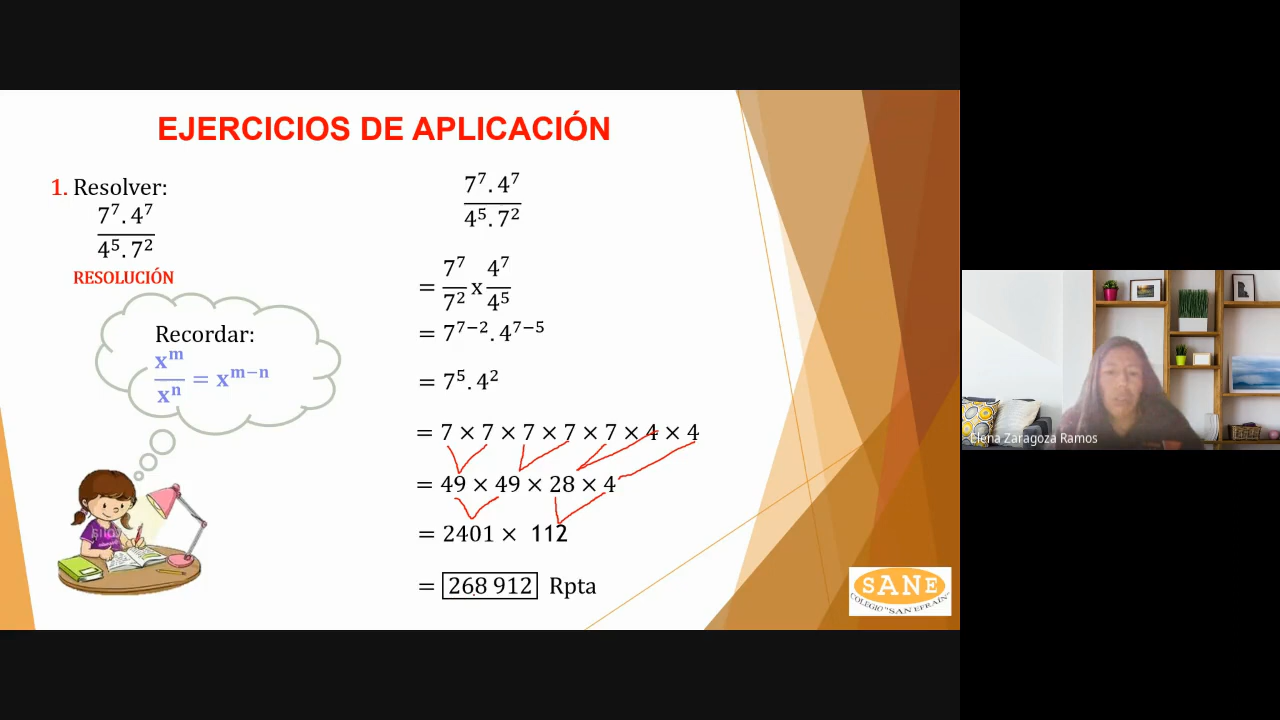 EJERCICIOS DE APLICACIÓN
1. Resolver:
7⁷ . 4⁷
4⁵ . 7²
RESOLUCIÓN
Recordar:
xᵐ/xⁿ = xᵐ⁻ⁿ
7⁷ . 4⁷
4⁵ . 7²
= 7⁷/7² x 4⁷/4⁵
= 7⁷⁻² . 4⁷⁻⁵
= 7⁵ . 4²
= 7 × 7 × 7 × 7 × 7 × 4 × 4
= 49 × 49 × 28 × 4
= 2401 × 112
= 268 912 Rpta
SANE
COLEGIO "SAN EFRAÍN"
Elena Zaragoza Ramos